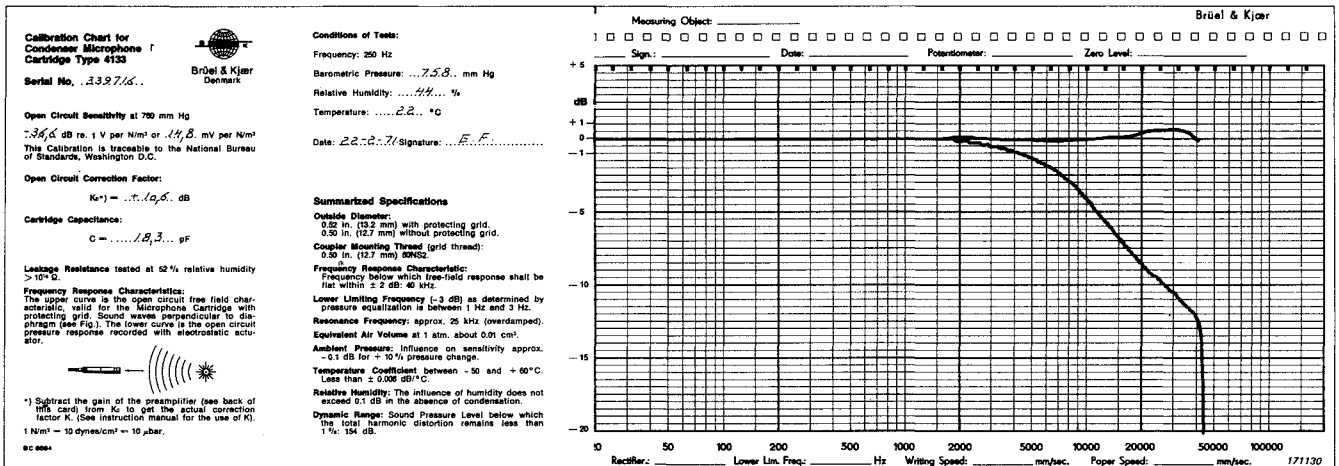 Calibration Chart for
Condenser Microphone
Cartridge Type 4133
Brüel & Kjær
Denmark
Serial No. 339716
Open Circuit Sensitivity at 760 mm Hg
-36,6 dB re. 1 V per N/m² or 14,8 mV per N/m²
This Calibration is traceable to the National Bureau
of Standards, Washington D.C.
Open Circuit Correction Factor:
K₀*) = + 10,6 dB
Cartridge Capacitance:
C = 18,3 pF
Leakage Resistance tested at 52 % relative humidity
> 10¹⁴ Ω.
Frequency Response Characteristics:
The upper curve is the open circuit free field char-
acteristic, valid for the Microphone Cartridge with
protecting grid. Sound waves perpendicular to dia-
phragm (see Fig.). The lower curve is the open circuit
pressure response recorded with electrostatic actu-
ator.
*) Subtract the gain of the preamplifier (see back of
this card) from K₀ to get the actual correction
factor K. (See instruction manual for the use of K).
1 N/m² = 10 dynes/cm² = 10 μbar.
Conditions of Tests:
Frequency: 250 Hz
Barometric Pressure: 758 mm Hg
Relative Humidity: 44 %
Temperature: 22 °C
Date: 22-2-71 Signature: E.F.
Summarized Specifications
Outside Diameter:
0.52 in. (13.2 mm) with protecting grid.
0.50 in. (12.7 mm) without protecting grid.
Coupler Mounting Thread (grid thread):
0.50 in. (12.7 mm) 60NS2.
Frequency Response Characteristic:
Frequency below which free-field response shall be
flat within ± 2 dB: 40 kHz.
Lower Limiting Frequency (-3 dB) as determined by
pressure equalization is between 1 Hz and 3 Hz.
Resonance Frequency: approx. 25 kHz (overdamped).
Equivalent Air Volume at 1 atm. about 0.01 cm³.
Ambient Pressure: Influence on sensitivity approx.
-0.1 dB for + 10 % pressure change.
Temperature Coefficient between -50 and + 60°C.
Less than ± 0.008 dB/°C.
Relative Humidity: The influence of humidity does not
exceed 0.1 dB in the absence of condensation.
Dynamic Range: Sound Pressure Level below which
the total harmonic distortion remains less than
1 %: 154 dB.
Measuring Object:
Brüel & Kjær
Sign.: Date: Potentiometer: Zero Level:
+ 5
dB
+ 1
0
- 1
- 5
- 10
- 15
- 20
50 100 200 500 1000 2000 5000 10000 20000 50000 100000
Rectifier: Lower Lim. Freq.: Hz Writing Speed: mm/sec. Paper Speed: mm/sec. 171130